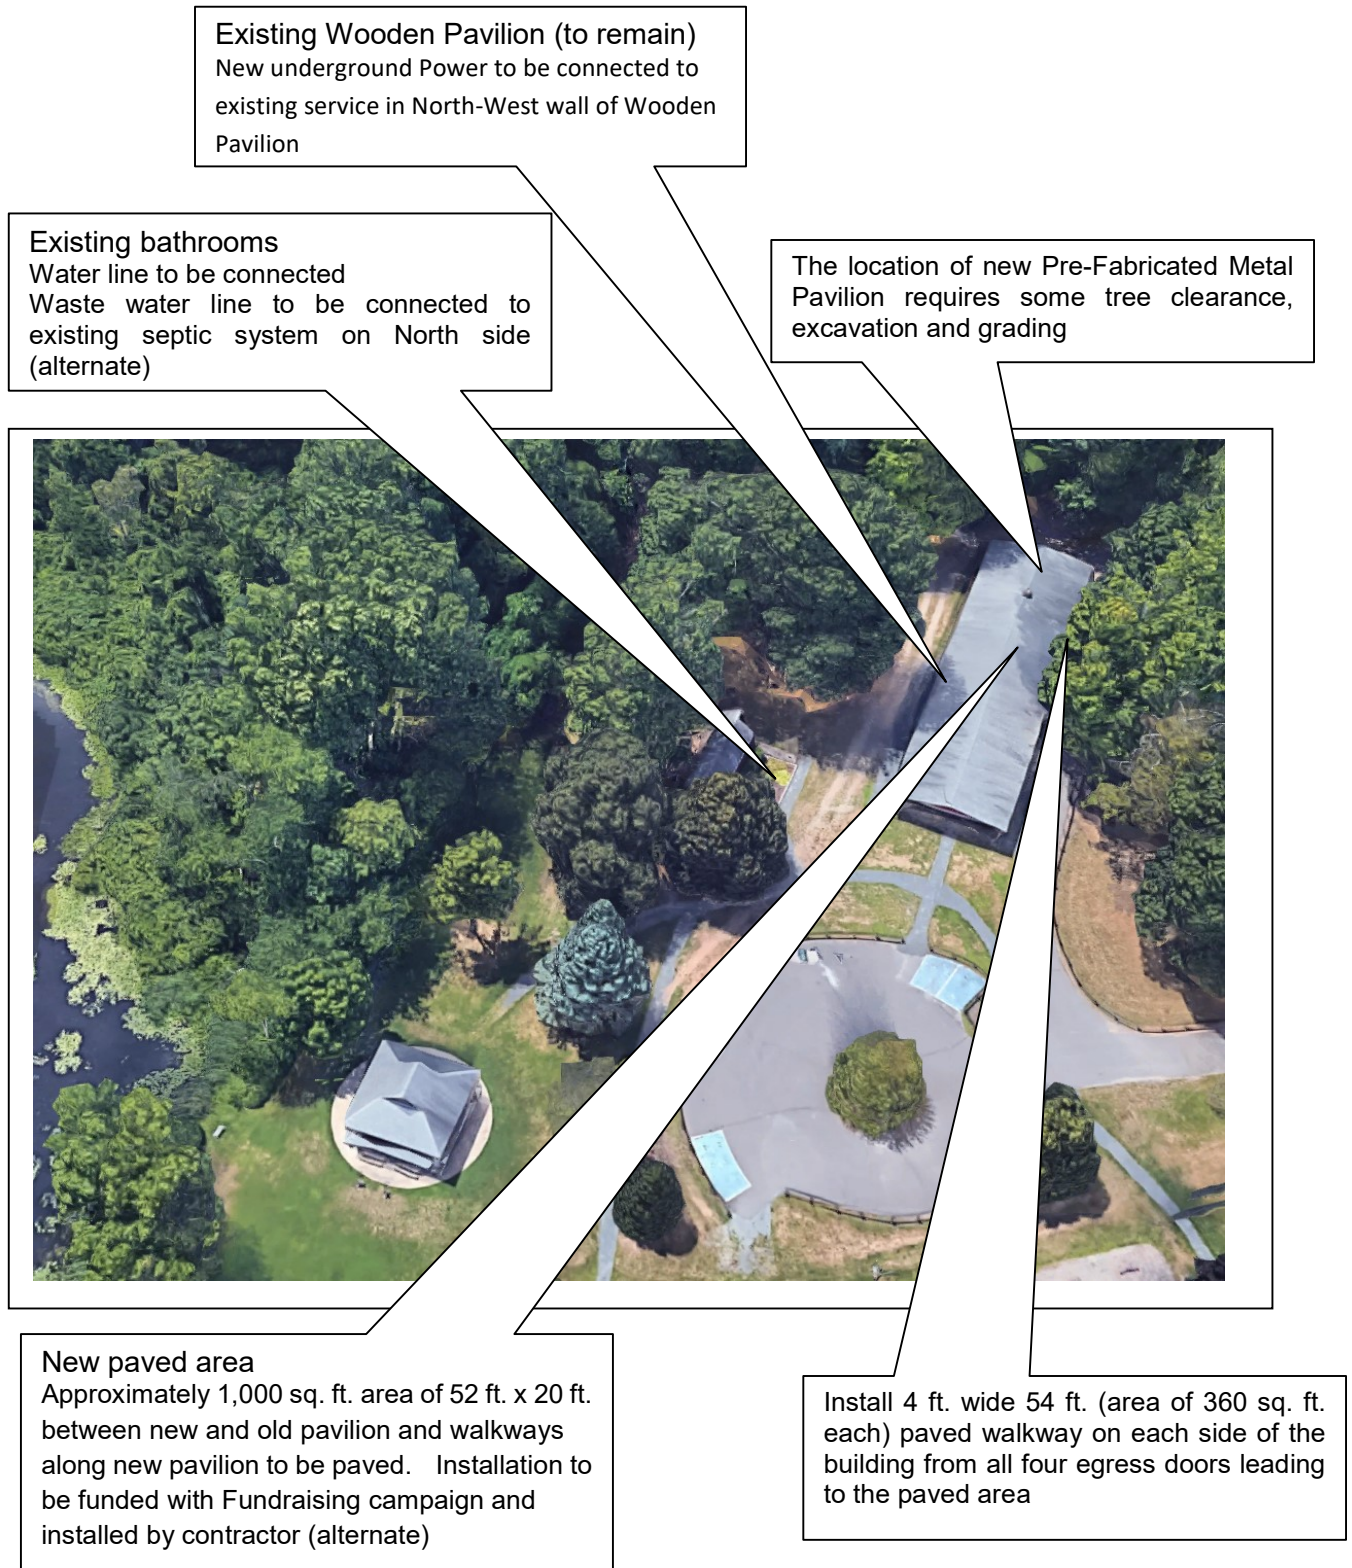 Existing Wooden Pavilion (to remain)
New underground Power to be connected to
existing service in North-West wall of Wooden
Pavilion
Existing bathrooms
Water line to be connected
Waste water line to be connected to
existing septic system on North side
(alternate)
The location of new Pre-Fabricated Metal
Pavilion requires some tree clearance,
excavation and grading
New paved area
Approximately 1,000 sq. ft. area of 52 ft. x 20 ft.
between new and old pavilion and walkways
along new pavilion to be paved. Installation to
be funded with Fundraising campaign and
installed by contractor (alternate)
Install 4 ft. wide 54 ft. (area of 360 sq. ft.
each) paved walkway on each side of the
building from all four egress doors leading
to the paved area